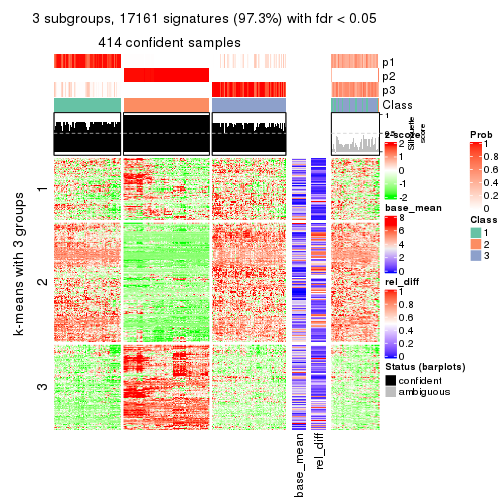 3 subgroups, 17161 signatures (97.3%) with fdr < 0.05
414 confident samples
p1
p2
p3
Class
1
Silhouette
score
k-means with 3 groups
1
2
3
base_mean
rel_diff
z-score
2
1
0
-1
-2
base_mean
8
6
4
2
0
rel_diff
1
0.8
0.6
0.4
0.2
0
Status (barplots)
confident
ambiguous
Prob
1
0.8
0.6
0.4
0.2
0
Class
1
2
3